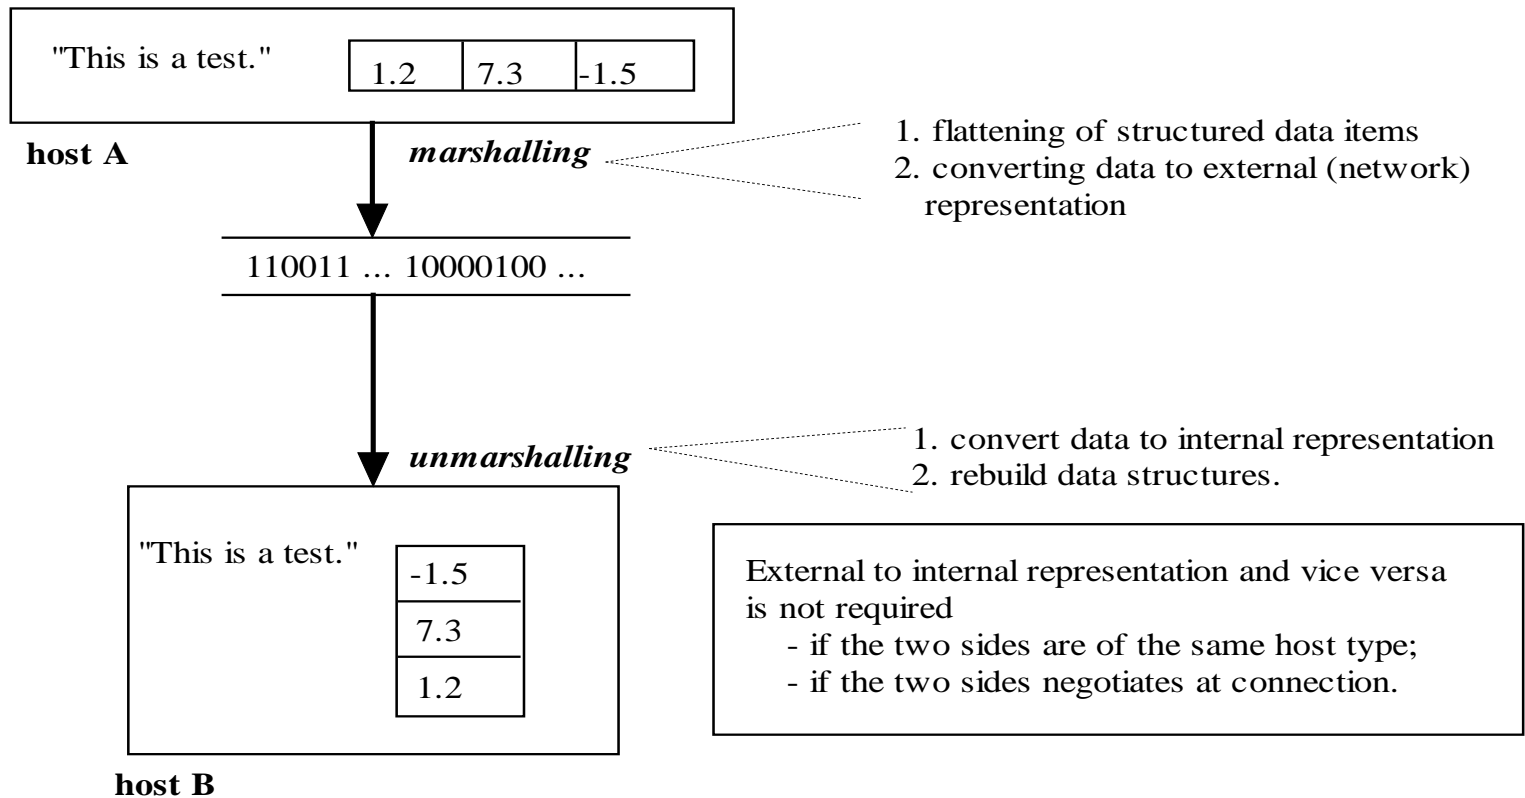 "This is a test."
1.2 7.3 -1.5
host A
marshalling
1. flattening of structured data items
2. converting data to external (network)
representation
110011 ... 10000100 ...
unmarshalling
1. convert data to internal representation
2. rebuild data structures.
"This is a test."
-1.5
7.3
1.2
host B
External to internal representation and vice versa
is not required
- if the two sides are of the same host type;
- if the two sides negotiates at connection.